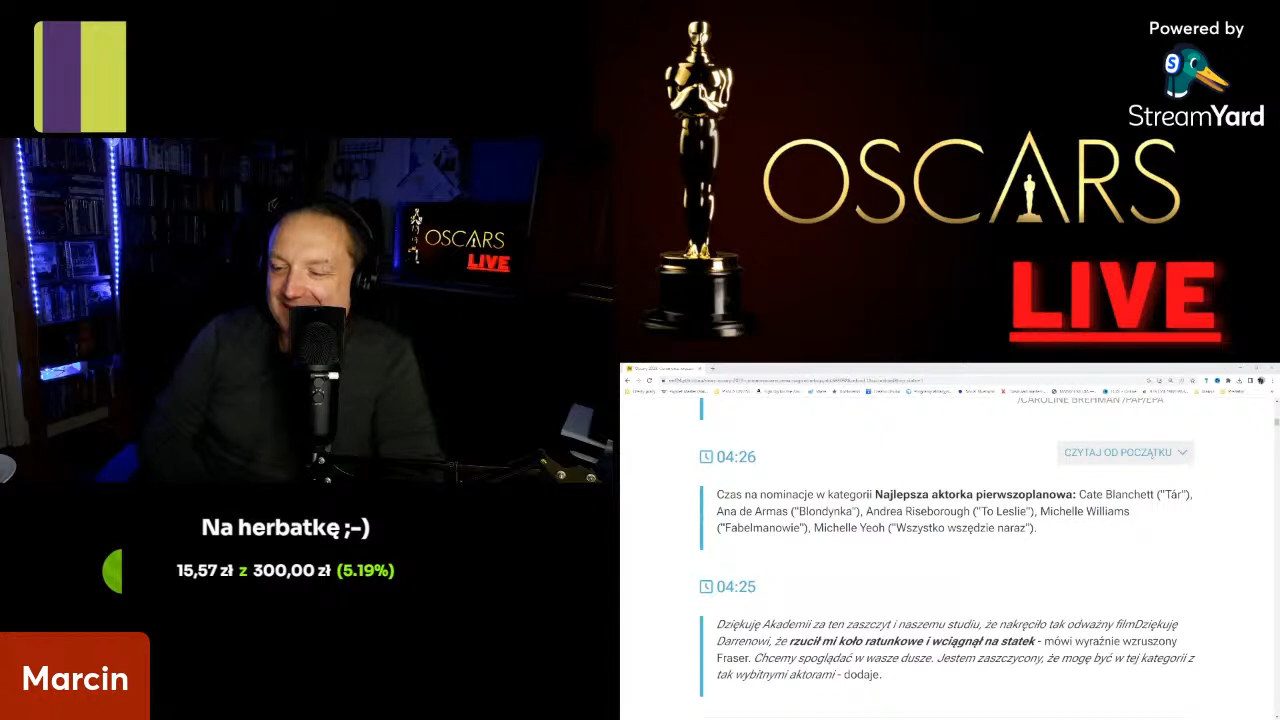 Powered by
StreamYard
OSCARS
LIVE
OSCARS
LIVE
Na herbatkę ;-)
15,57 zł z 300,00 zł (5.19%)
Marcin
/CAROLINE BREHMAN /PAP/EPA
04:26
CZYTAJ OD POCZĄTKU
Czas na nominacje w kategorii Najlepsza aktorka pierwszoplanowa: Cate Blanchett ("Tár"),
Ana de Armas ("Blondynka"), Andrea Riseborough ("To Leslie"), Michelle Williams
("Fabelmanowie"), Michelle Yeoh ("Wszystko wszędzie naraz").
04:25
Dziękuję Akademii za ten zaszczyt i naszemu studiu, że nakręciło tak odważny filmDziękuję
Darrenowi, że rzucił mi koło ratunkowe i wciągnął na statek - mówi wyraźnie wzruszony
Fraser. Chcemy spoglądać w wasze dusze. Jestem zaszczycony, że mogę być w tej kategorii z
tak wybitnymi aktorami - dodaje.